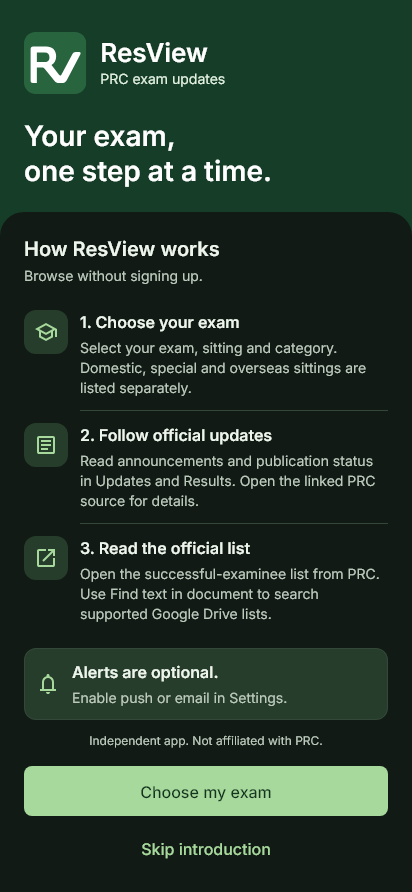 RV
ResView
PRC exam updates
Your exam,
one step at a time.
How ResView works
Browse without signing up.
1. Choose your exam
Select your exam, sitting and category.
Domestic, special and overseas sittings are
listed separately.
2. Follow official updates
Read announcements and publication status
in Updates and Results. Open the linked PRC
source for details.
3. Read the official list
Open the successful-examinee list from PRC.
Use Find text in document to search
supported Google Drive lists.
Alerts are optional.
Enable push or email in Settings.
Independent app. Not affiliated with PRC.
Choose my exam
Skip introduction